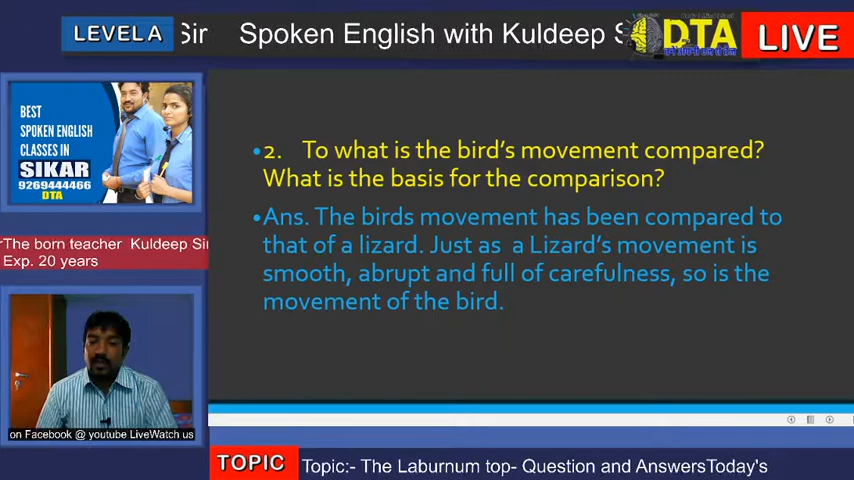 LEVEL A
Sir Spoken English with Kuldeep S
DTA
LIVE
BEST
SPOKEN ENGLISH
CLASSES IN
SIKAR
9269444466
DTA
The born teacher Kuldeep Sir
Exp. 20 years
•2. To what is the bird's movement compared?
What is the basis for the comparison?
•Ans. The birds movement has been compared to
that of a lizard. Just as a Lizard's movement is
smooth, abrupt and full of carefulness, so is the
movement of the bird.
on Facebook @ youtube LiveWatch us
TOPIC
Topic:- The Laburnum top- Question and AnswersToday's